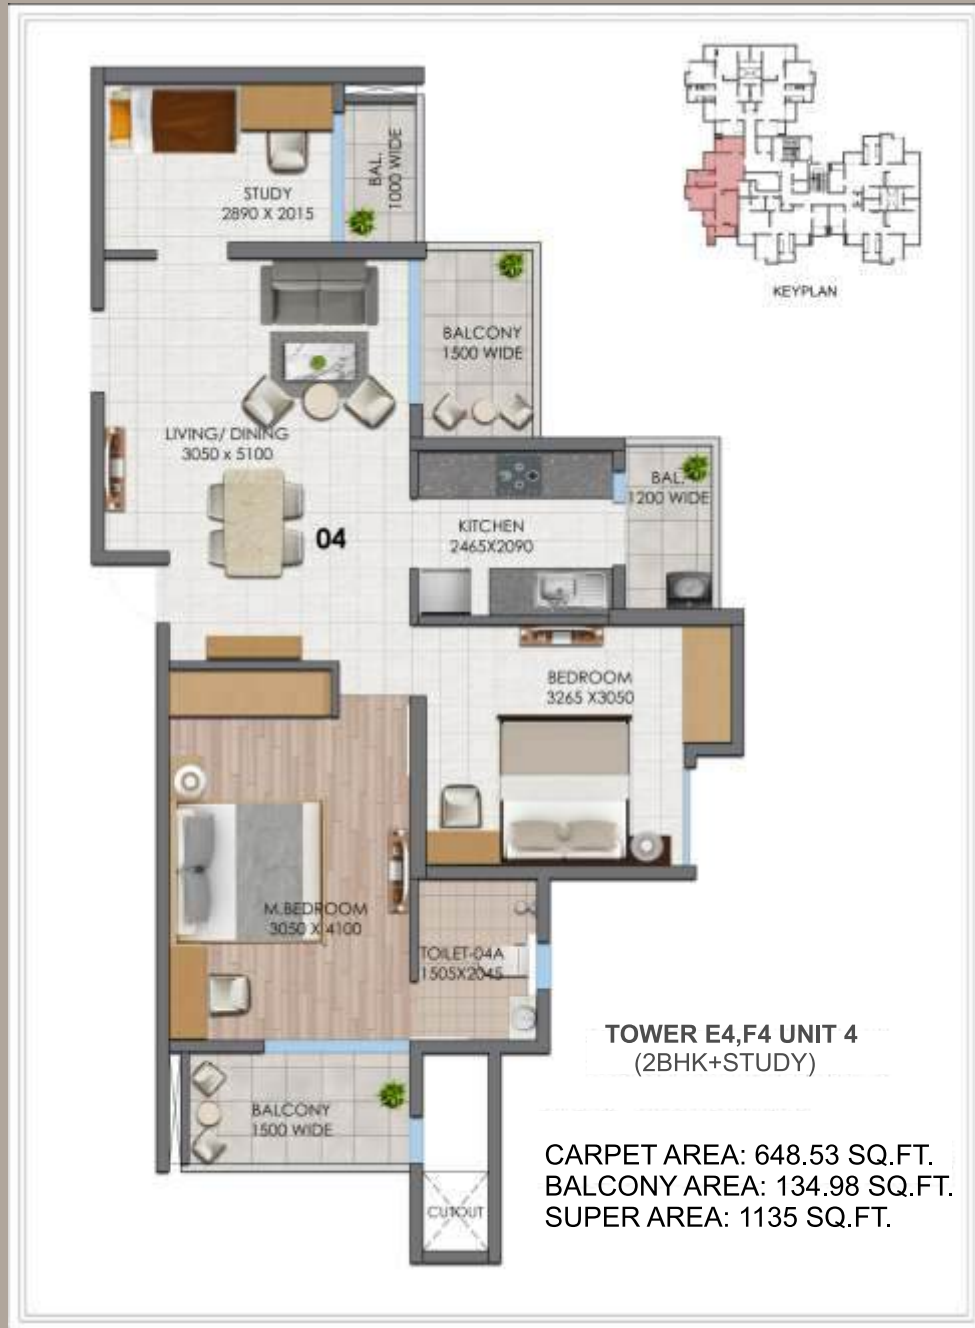 BAL.
1000 WIDE
STUDY
2890 X 2015
KEYPLAN
BALCONY
1500 WIDE
LIVING/ DINING
3050 x 5100
BAL.
1200 WIDE
KITCHEN
2465X2090
04
BEDROOM
3265 X3050
M.BEDROOM
3050 X 4100
TOILET-04A
1505X2045
TOWER E4,F4 UNIT 4
(2BHK+STUDY)
BALCONY
1500 WIDE
CUTOUT
CARPET AREA: 648.53 SQ.FT.
BALCONY AREA: 134.98 SQ.FT.
SUPER AREA: 1135 SQ.FT.